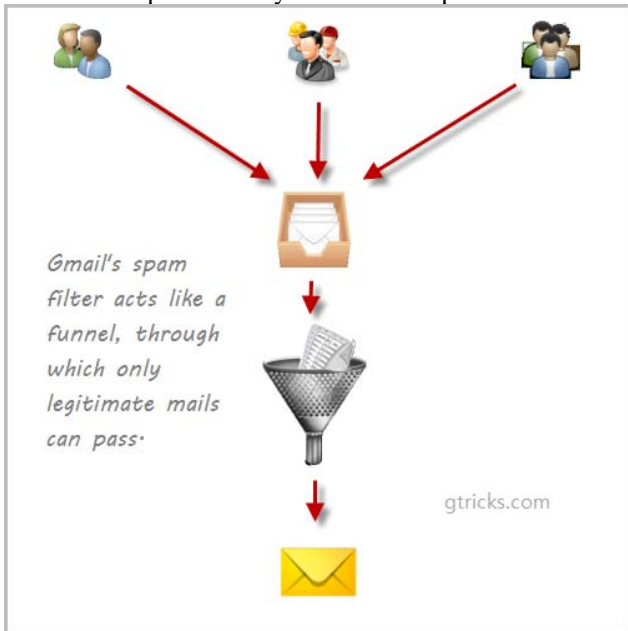 Gmail's spam
filter acts like a
funnel, through
which only
legitimate mails
can pass.
gtricks.com